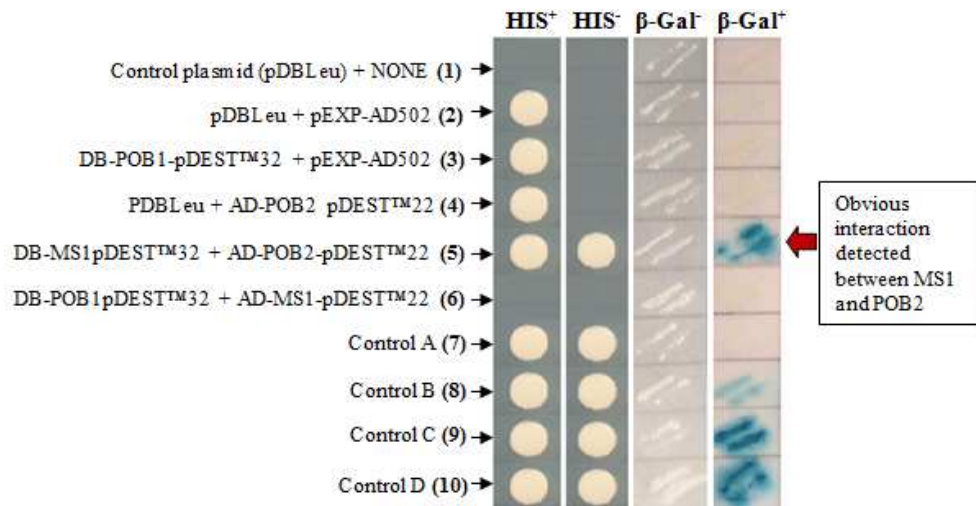 HIS⁺ HIS⁻ β-Gal⁻ β-Gal⁺
Control plasmid (pDBLeu) + NONE (1)
pDBLeu + pEXP-AD502 (2)
DB-POB1-pDEST™32 + pEXP-AD502 (3)
PDBLeu + AD-POB2 pDEST™22 (4)
DB-MS1pDEST™32 + AD-POB2-pDEST™22 (5)
DB-POB1pDEST™32 + AD-MS1-pDEST™22 (6)
Control A (7)
Control B (8)
Control C (9)
Control D (10)
Obvious
interaction
detected
between MS1
and POB2